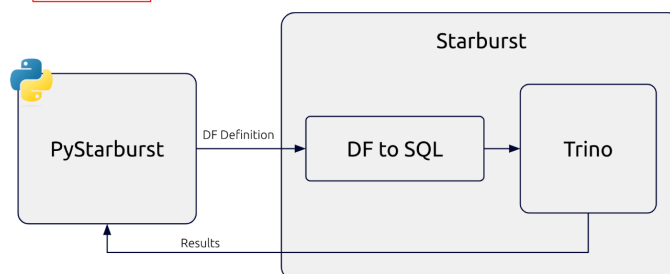 Starburst
PyStarburst
DF Definition
DF to SQL
Trino
Results